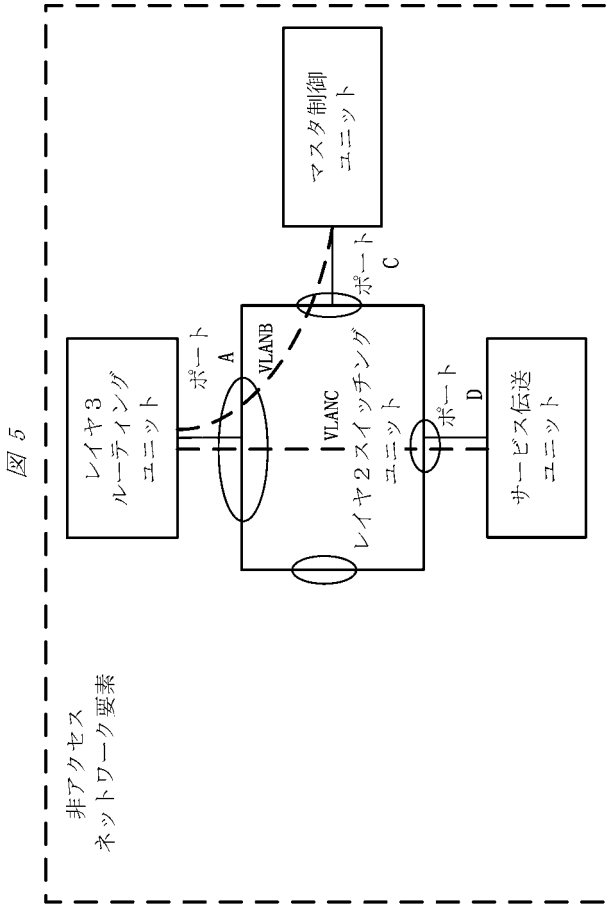 図 5
非アクセス
ネットワーク要素
レイヤ3
ルーティング
ユニット
ポート
A
VLANB
マスタ制御
ユニット
ポート
C
VLANC
レイヤ2スイッチング
ユニット
ポート
D
サービス伝送
ユニット